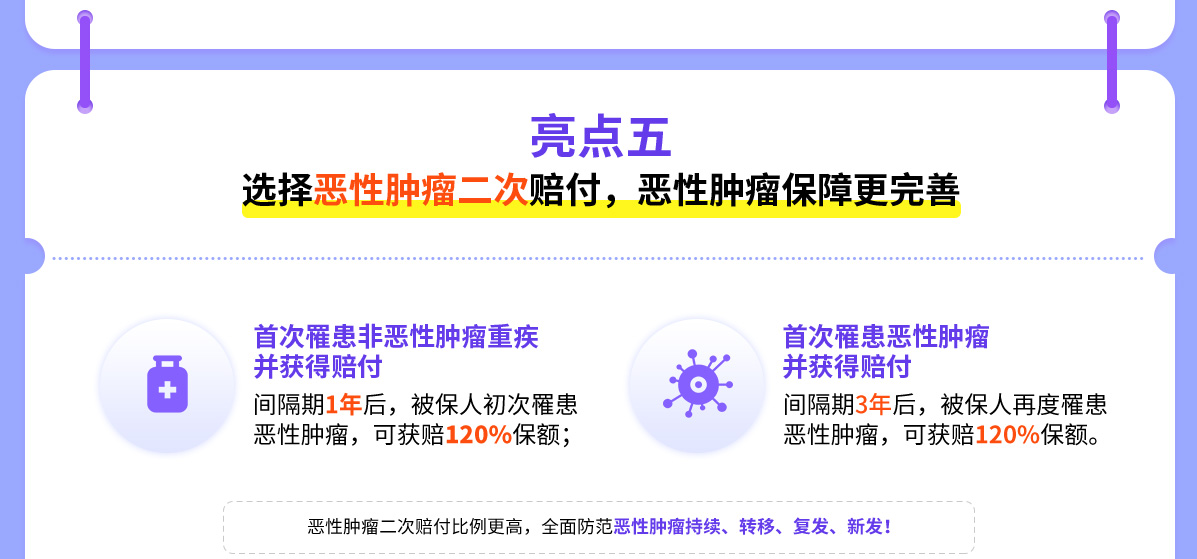 亮点五
选择恶性肿瘤二次赔付，恶性肿瘤保障更完善
首次罹患非恶性肿瘤重疾
并获得赔付
间隔期1年后，被保人初次罹患
恶性肿瘤，可获赔120%保额；
首次罹患恶性肿瘤
并获得赔付
间隔期3年后，被保人再度罹患
恶性肿瘤，可获赔120%保额。
恶性肿瘤二次赔付比例更高，全面防范恶性肿瘤持续、转移、复发、新发！